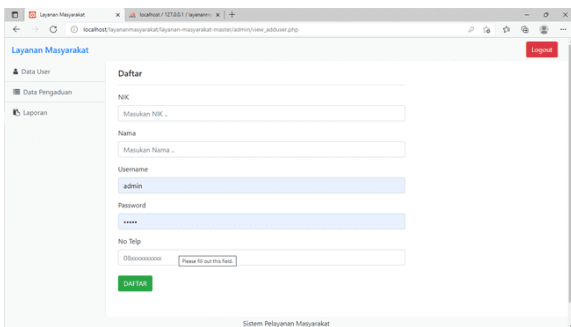 Layanan Masyarakat
localhost / 127.0.0.1 / layananm
localhost/layananmasyarakat/layanan-masyarakat-master/admin/view_adduser.php
Layanan Masyarakat
Logout
Data User
Data Pengaduan
Laporan
Daftar
NIK
Masukan NIK ..
Nama
Masukan Nama ..
Username
admin
Password
•••••
No Telp
Please fill out this field.
DAFTAR
Sistem Pelayanan Masyarakat